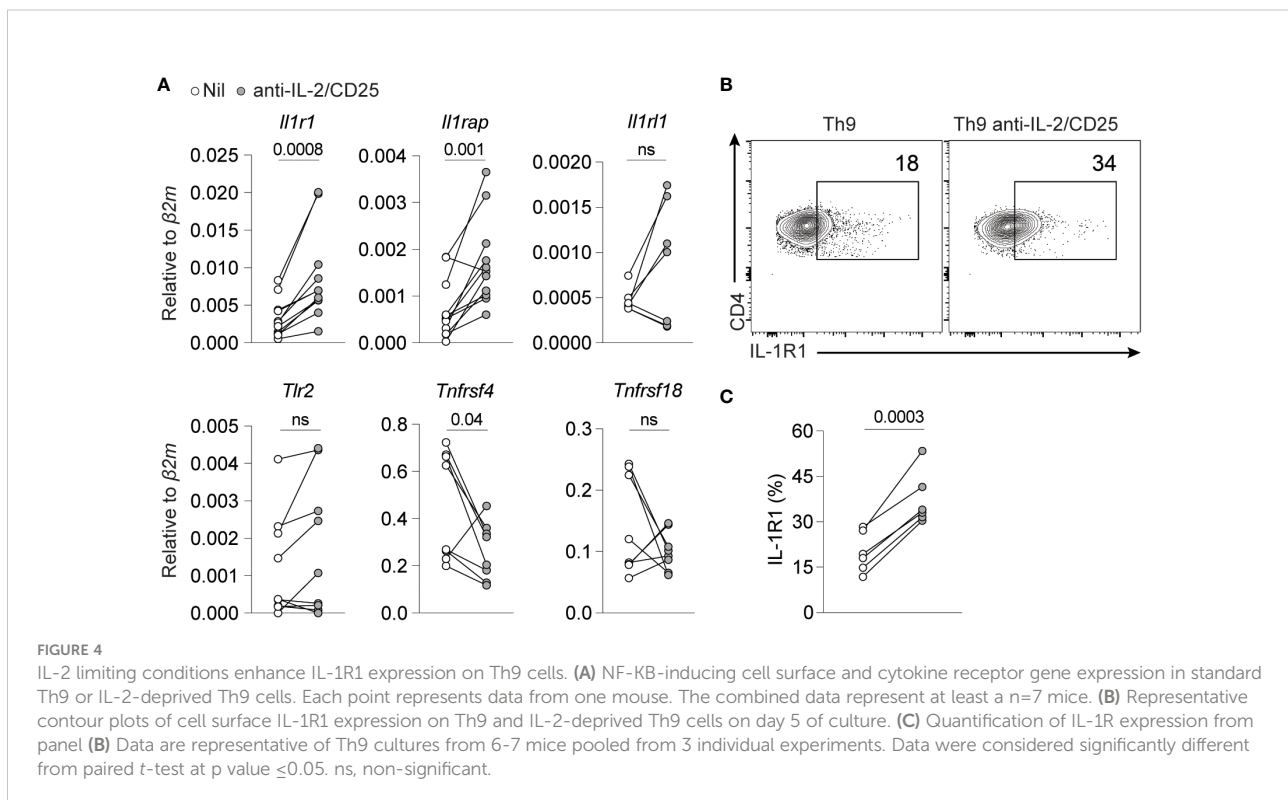 A ○ Nil ● anti-IL-2/CD25
Il1r1
0.0008
Relative to β2m
0.025
0.020
0.015
0.010
0.005
0.000
Il1rap
0.001
0.004
0.003
0.002
0.001
0.000
Il1rl1
ns
0.0020
0.0015
0.0010
0.0005
0.0000
Tlr2
ns
Relative to β2m
0.005
0.004
0.003
0.002
0.001
0.000
Tnfrsf4
0.04
0.8
0.6
0.4
0.2
0.0
Tnfrsf18
ns
0.3
0.2
0.1
0.0
B
Th9
18
Th9 anti-IL-2/CD25
34
CD4
IL-1R1
C
0.0003
IL-1R1 (%)
60
45
30
15
0
FIGURE 4
IL-2 limiting conditions enhance IL-1R1 expression on Th9 cells. (A) NF-KB-inducing cell surface and cytokine receptor gene expression in standard
Th9 or IL-2-deprived Th9 cells. Each point represents data from one mouse. The combined data represent at least a n=7 mice. (B) Representative
contour plots of cell surface IL-1R1 expression on Th9 and IL-2-deprived Th9 cells on day 5 of culture. (C) Quantification of IL-1R expression from
panel (B) Data are representative of Th9 cultures from 6-7 mice pooled from 3 individual experiments. Data were considered significantly different
from paired t-test at p value ≤0.05. ns, non-significant.